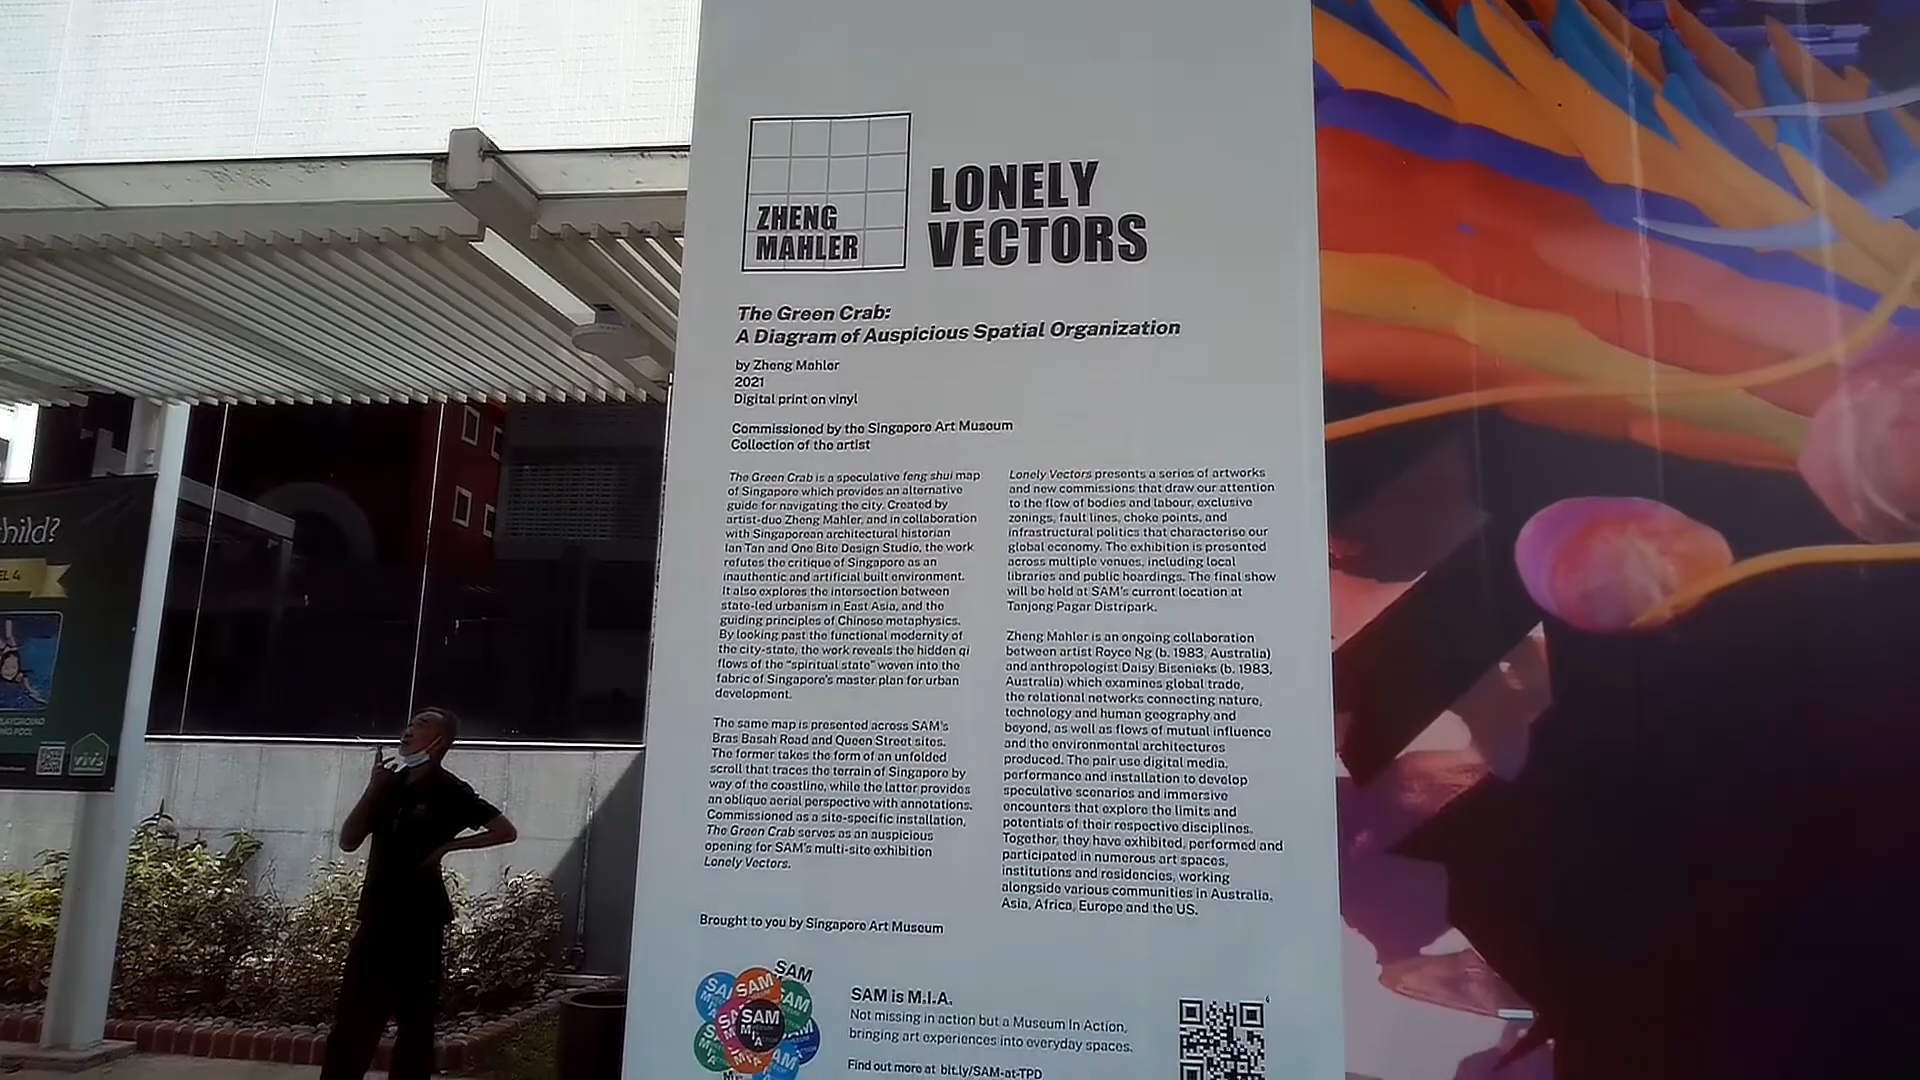 ZHENG
MAHLER
LONELY
VECTORS
The Green Crab:
A Diagram of Auspicious Spatial Organization
by Zheng Mahler
2021
Digital print on vinyl
Commissioned by the Singapore Art Museum
Collection of the artist
The Green Crab is a speculative feng shui map
of Singapore which provides an alternative
guide for navigating the city. Created by
artist-duo Zheng Mahler, and in collaboration
with Singaporean architectural historian
Ian Tan and One Bite Design Studio, the work
refutes the critique of Singapore as an
inauthentic and artificial built environment.
It also explores the intersection between
state-led urbanism in East Asia, and the
guiding principles of Chinese metaphysics.
By looking past the functional modernity of
the city-state, the work reveals the hidden qi
flows of the "spiritual state" woven into the
fabric of Singapore's master plan for urban
development.
The same map is presented across SAM's
Bras Basah Road and Queen Street sites.
The former takes the form of an unfolded
scroll that traces the terrain of Singapore by
way of the coastline, while the latter provides
an oblique aerial perspective with annotations.
Commissioned as a site-specific installation,
The Green Crab serves as an auspicious
opening for SAM's multi-site exhibition
Lonely Vectors.
Lonely Vectors presents a series of artworks
and new commissions that draw our attention
to the flow of bodies and labour, exclusive
zonings, fault lines, choke points, and
infrastructural politics that characterise our
global economy. The exhibition is presented
across multiple venues, including local
libraries and public hoardings. The final show
will be held at SAM's current location at
Tanjong Pagar Distripark.
Zheng Mahler is an ongoing collaboration
between artist Royce Ng (b. 1983, Australia)
and anthropologist Daisy Bisenieks (b. 1983,
Australia) which examines global trade,
the relational networks connecting nature,
technology and human geography and
beyond, as well as flows of mutual influence
and the environmental architectures
produced. The pair use digital media,
performance and installation to develop
speculative scenarios and immersive
encounters that explore the limits and
potentials of their respective disciplines.
Together, they have exhibited, performed and
participated in numerous art spaces,
institutions and residencies, working
alongside various communities in Australia,
Asia, Africa, Europe and the US.
Brought to you by Singapore Art Museum
SAM
SAM
SAM
SAM is M.I.A.
Not missing in action but a Museum In Action,
bringing art experiences into everyday spaces.
Find out more at bit.ly/SAM-at-TPD
child?
EL 4
vivis